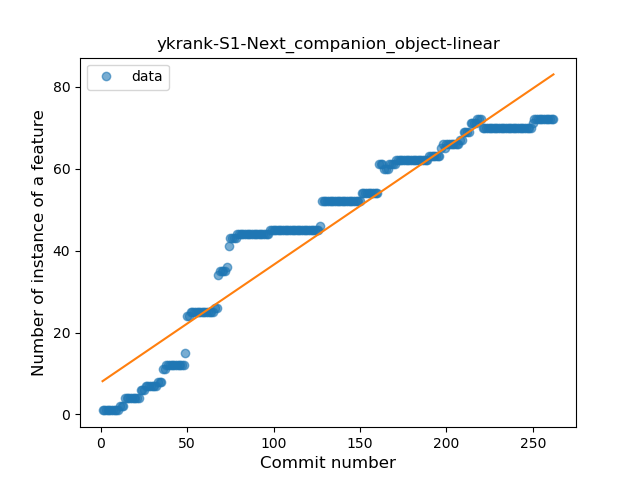 ykrank-S1-Next_companion_object-linear
data
Number of instance of a feature
80
60
40
20
0
0 50 100 150 200 250
Commit number